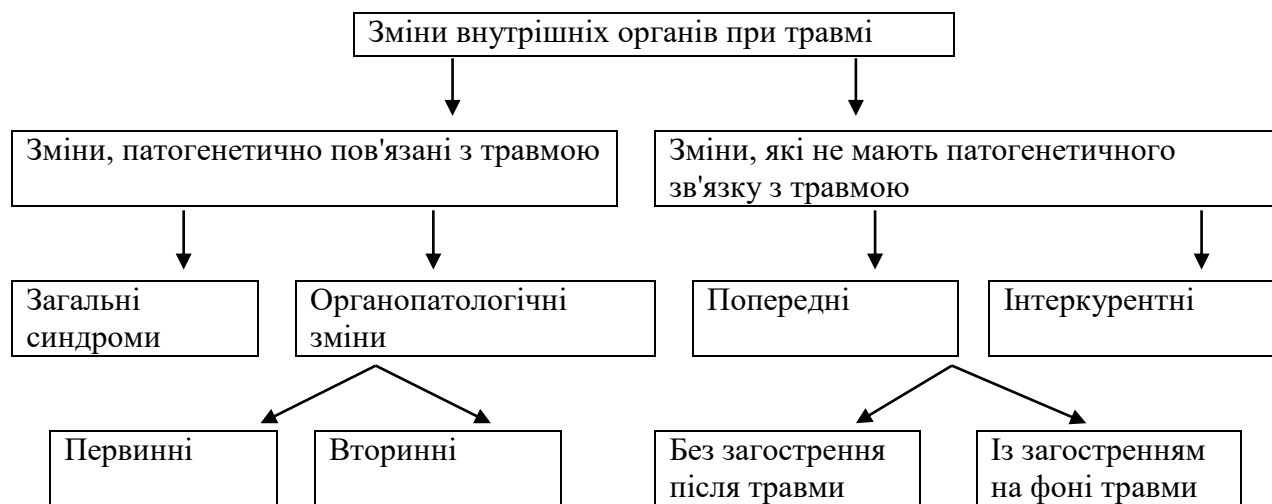 Зміни внутрішніх органів при травмі
Зміни, патогенетично пов'язані з травмою
Зміни, які не мають патогенетичного
зв'язку з травмою
Загальні
синдроми
Органопатологічні
зміни
Попередні
Інтеркурентні
Первинні
Вторинні
Без загострення
після травми
Із загостренням
на фоні травми